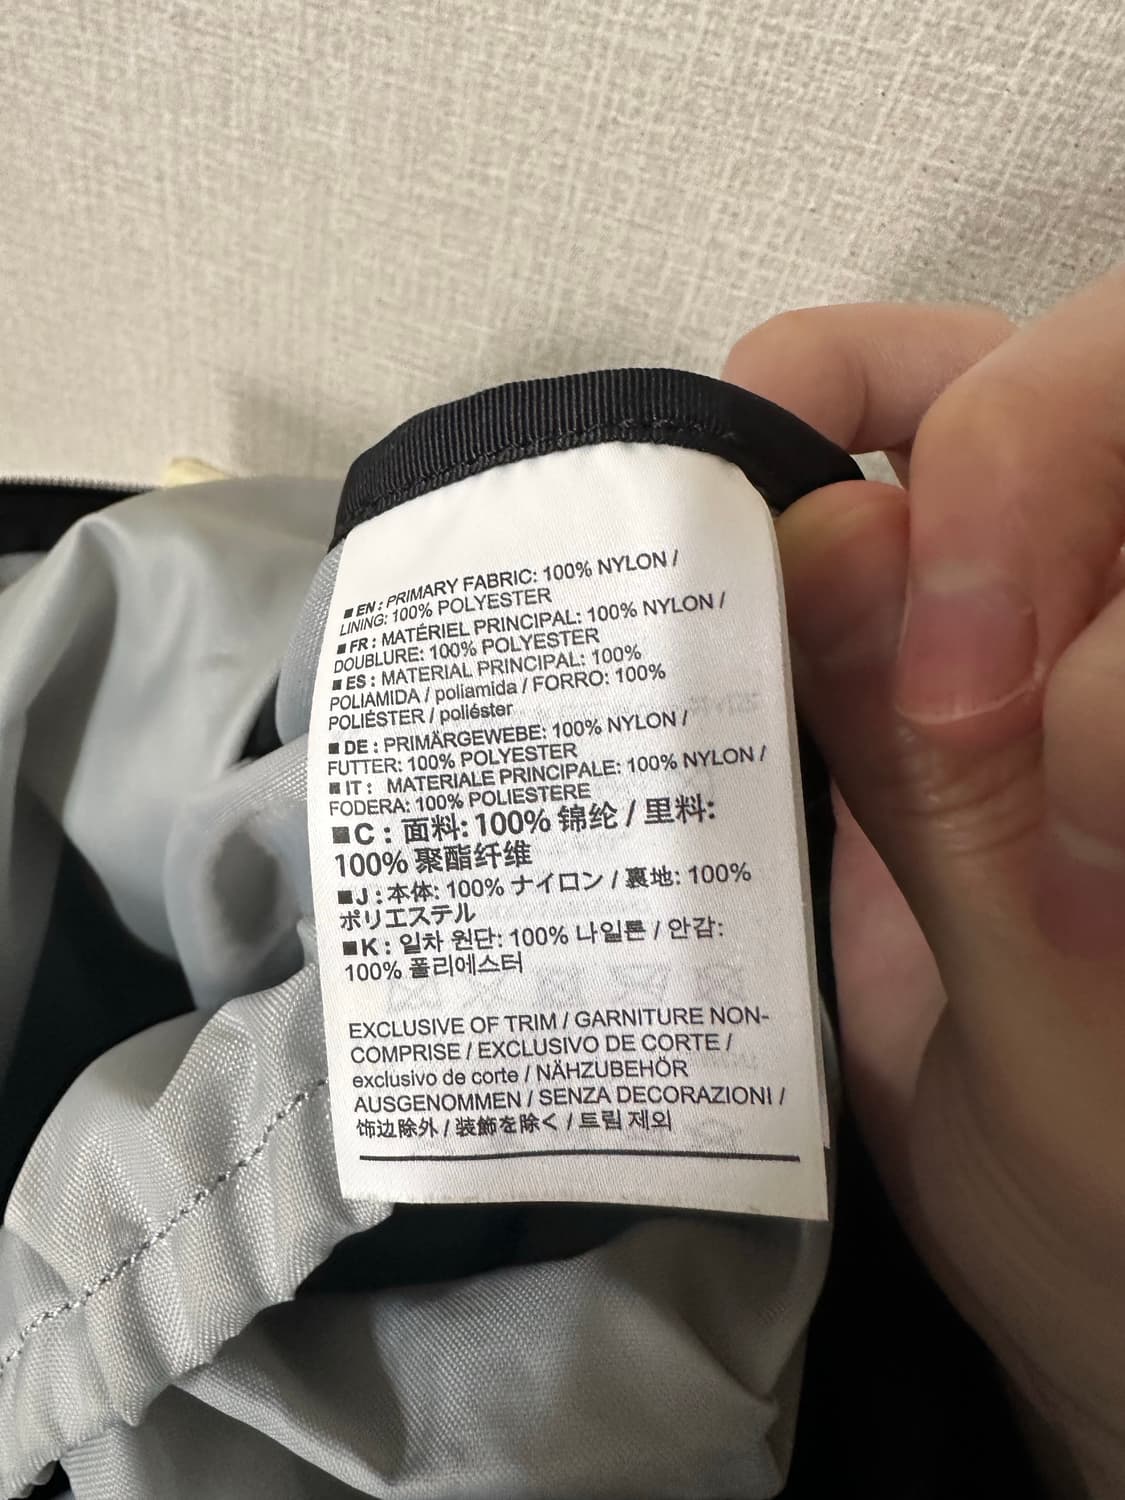 ■ EN : PRIMARY FABRIC: 100% NYLON /
LINING: 100% POLYESTER
■ FR : MATÉRIEL PRINCIPAL: 100% NYLON /
DOUBLURE: 100% POLYESTER
■ ES : MATERIAL PRINCIPAL: 100%
POLIAMIDA / poliamida / FORRO: 100%
POLIÉSTER / poliéster
■ DE : PRIMÄRGEWEBE: 100% NYLON /
FUTTER: 100% POLYESTER
■ IT : MATERIALE PRINCIPALE: 100% NYLON /
FODERA: 100% POLIESTERE
■ C : 面料: 100% 锦纶 / 里料:
100% 聚酯纤维
■ J : 本体: 100% ナイロン / 裏地: 100%
ポリエステル
■ K : 일차 원단: 100% 나일론 / 안감:
100% 폴리에스터
EXCLUSIVE OF TRIM / GARNITURE NON-
COMPRISE / EXCLUSIVO DE CORTE /
exclusivo de corte / NÄHZUBEHÖR
AUSGENOMMEN / SENZA DECORAZIONI /
饰边除外 / 装飾を除く / 트림 제외